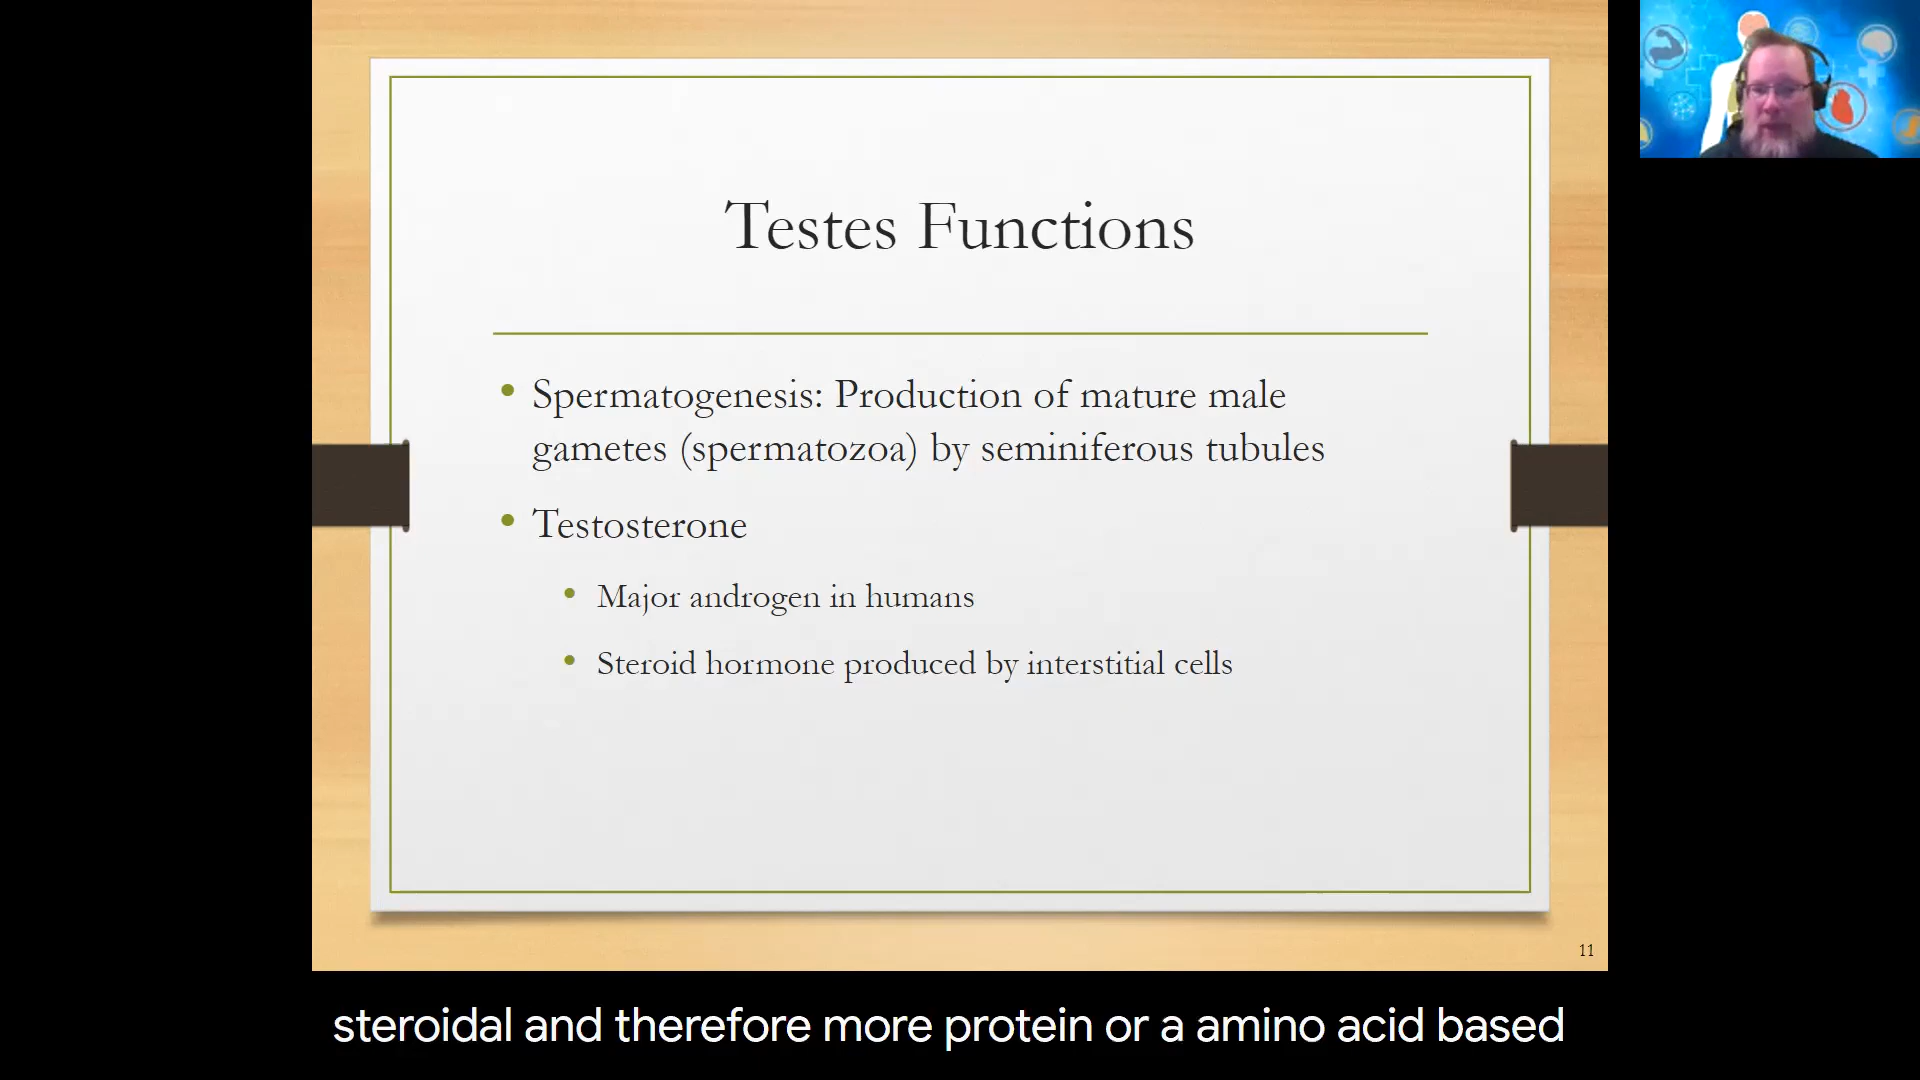 Testes Functions
• Spermatogenesis: Production of mature male
gametes (spermatozoa) by seminiferous tubules
• Testosterone
• Major androgen in humans
• Steroid hormone produced by interstitial cells
11
steroidal and therefore more protein or a amino acid based